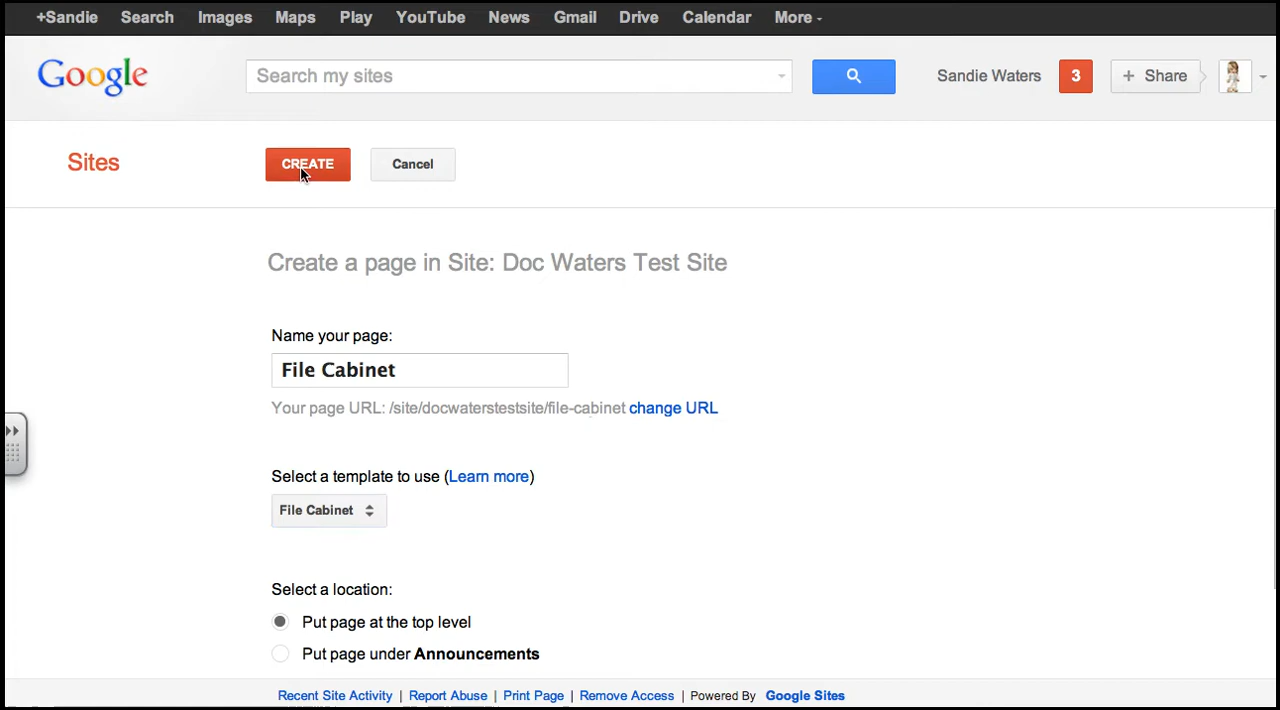 +Sandie Search Images Maps Play YouTube News Gmail Drive Calendar More
Google Search my sites Sandie Waters 3 + Share
Sites CREATE Cancel
Create a page in Site: Doc Waters Test Site
Name your page:
File Cabinet
Your page URL: /site/docwaterstestsite/file-cabinet change URL
Select a template to use (Learn more)
File Cabinet
Select a location:
Put page at the top level
Put page under Announcements
Recent Site Activity | Report Abuse | Print Page | Remove Access | Powered By Google Sites